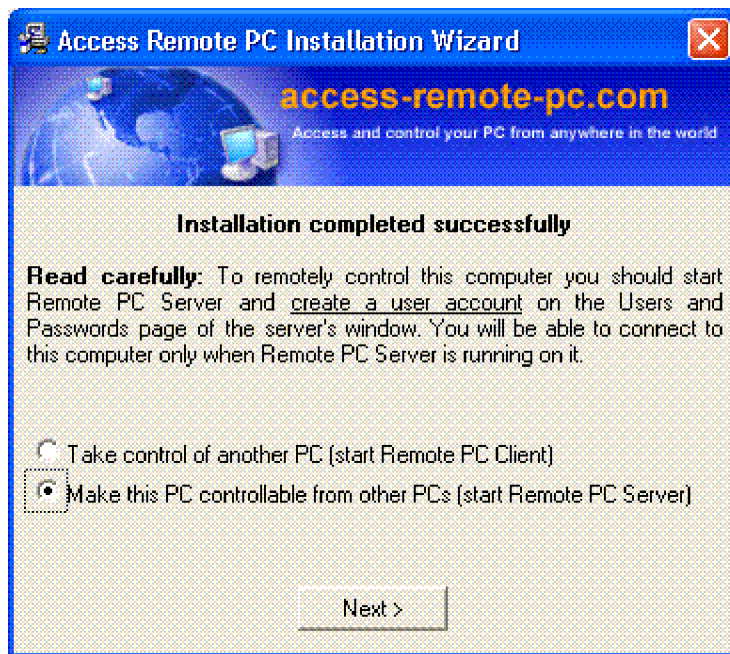 Access Remote PC Installation Wizard
access-remote-pc.com
Access and control your PC from anywhere in the world
Installation completed successfully
Read carefully: To remotely control this computer you should start
Remote PC Server and create a user account on the Users and
Passwords page of the server's window. You will be able to connect to
this computer only when Remote PC Server is running on it.
Take control of another PC (start Remote PC Client)
Make this PC controllable from other PCs (start Remote PC Server)
Next >